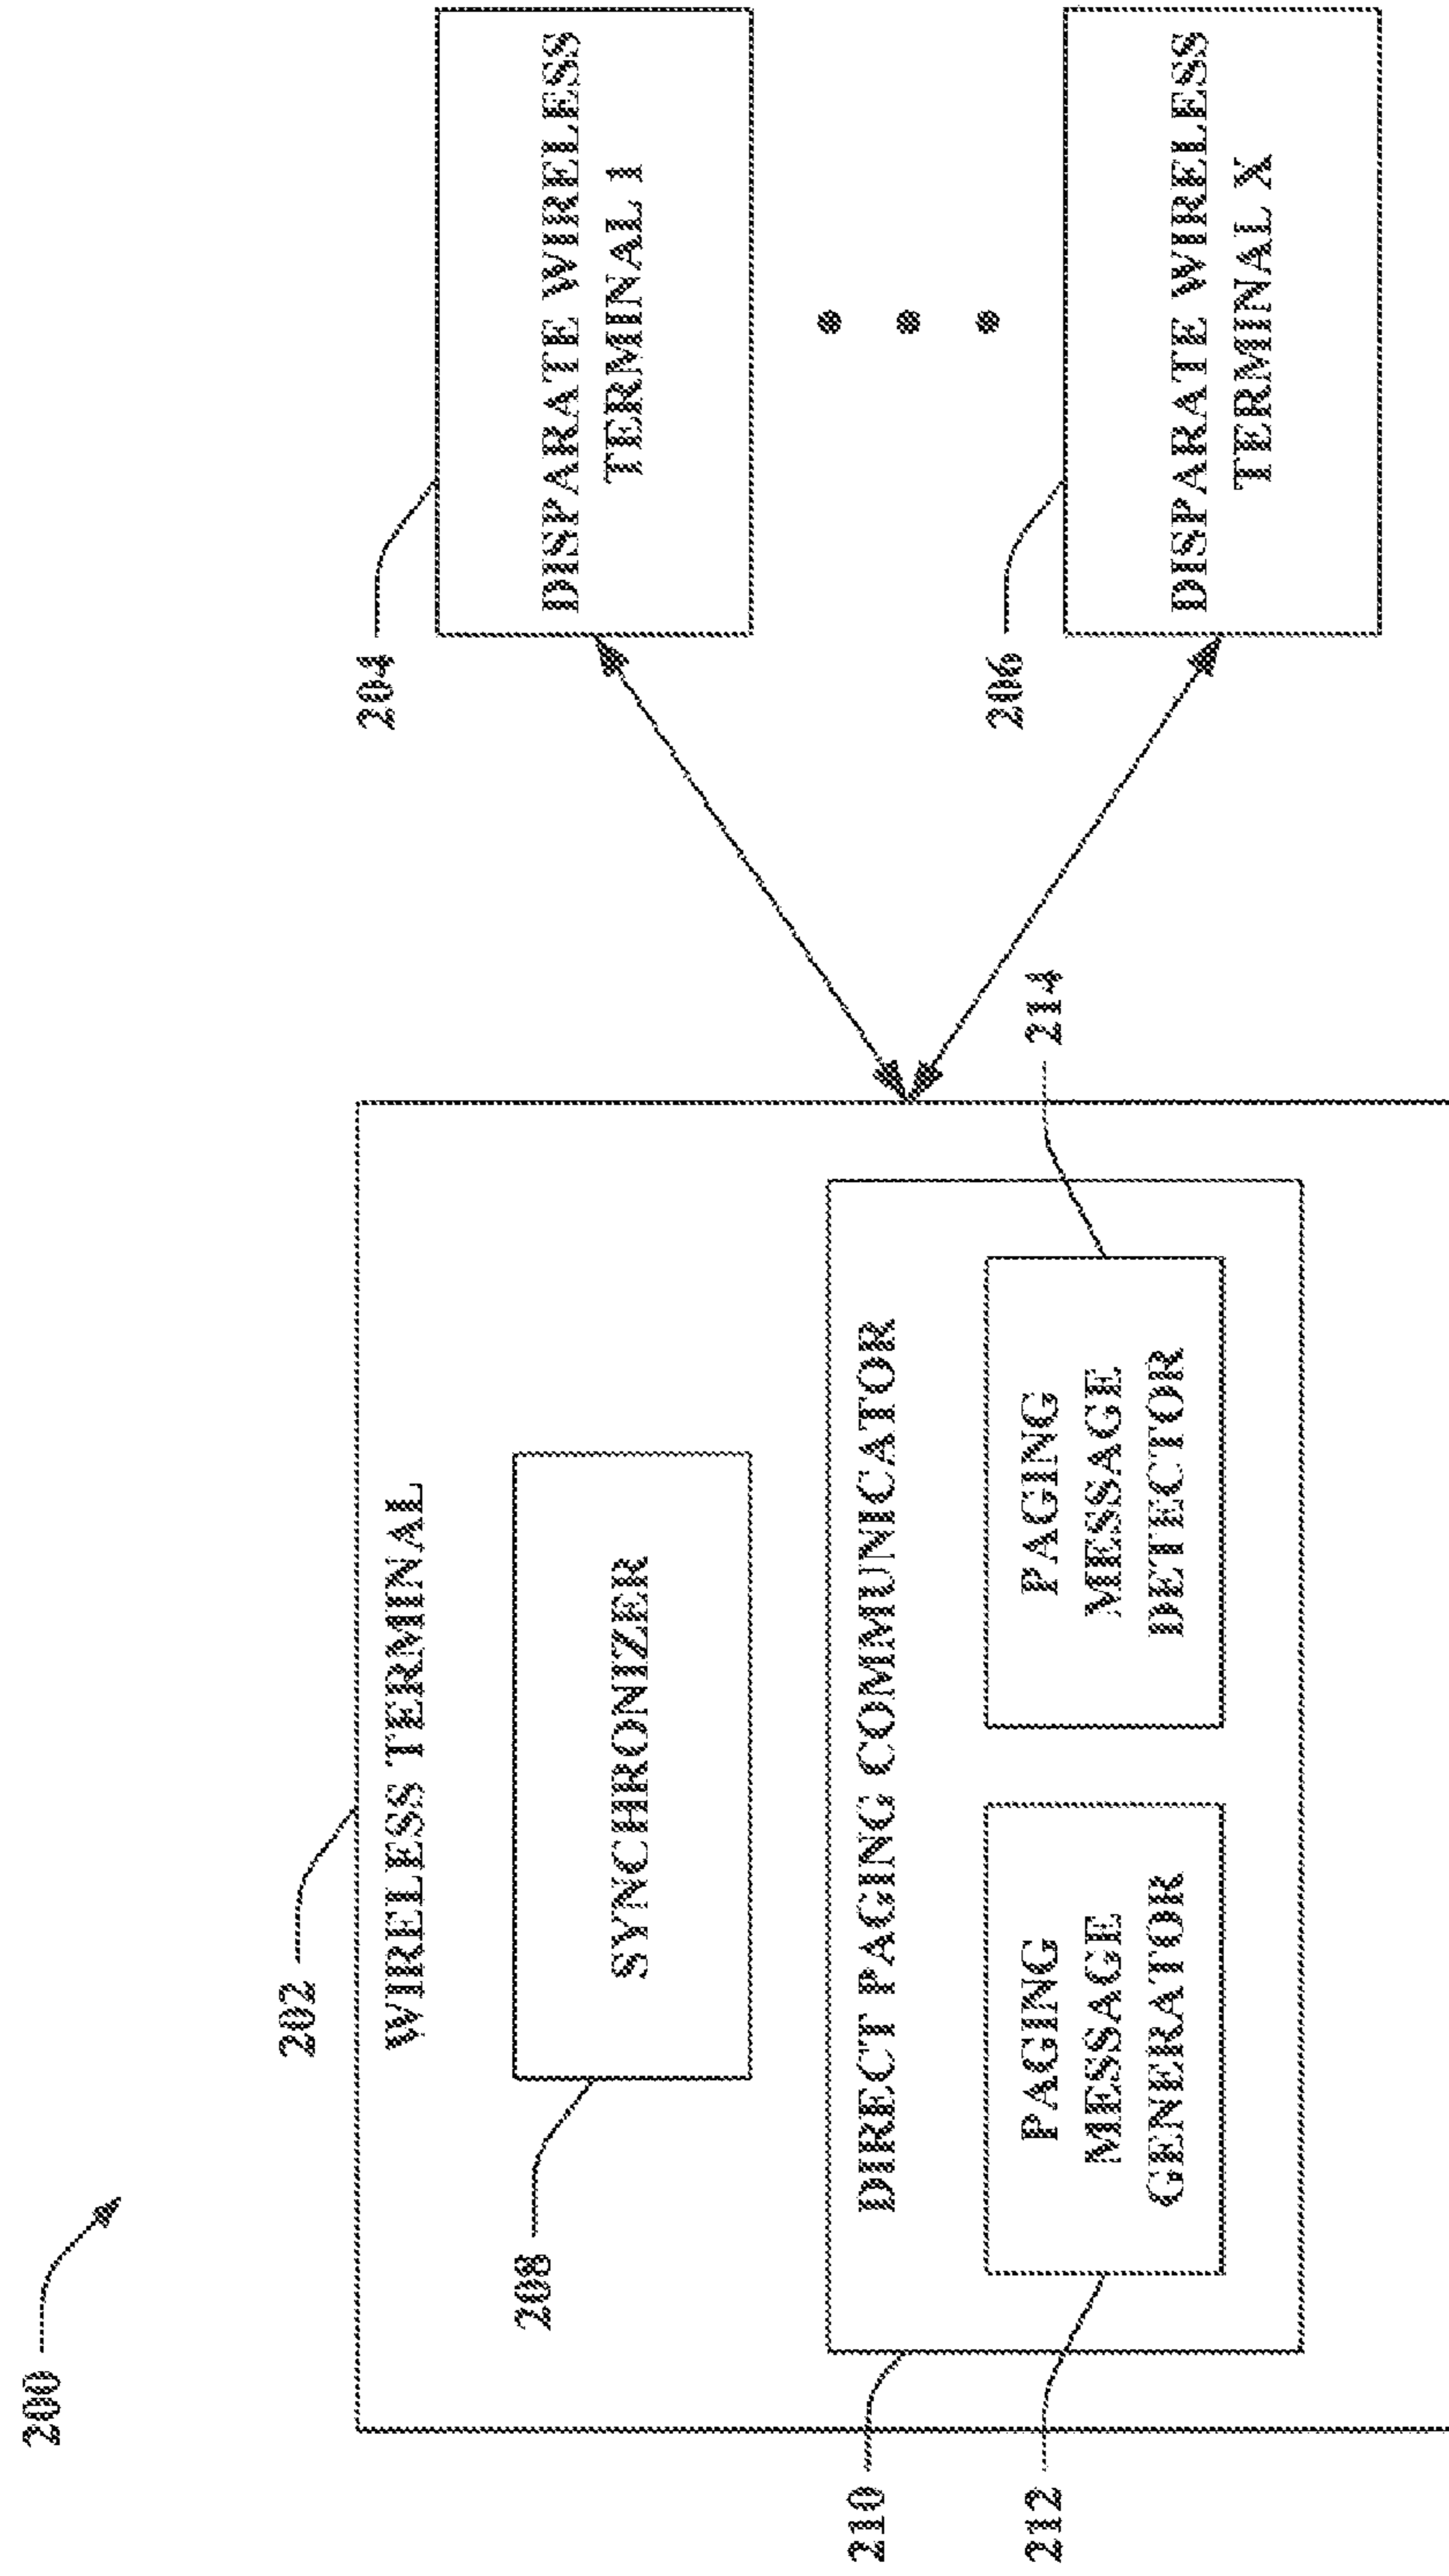 200
202
WIRELESS TERMINAL
208
SYNCHRONIZER
210
DIRECT PAGING COMMUNICATOR
212
PAGING
MESSAGE
GENERATOR
214
PAGING
MESSAGE
DETECTOR
204
DISPARATE WIRELESS
TERMINAL 1
206
DISPARATE WIRELESS
TERMINAL X